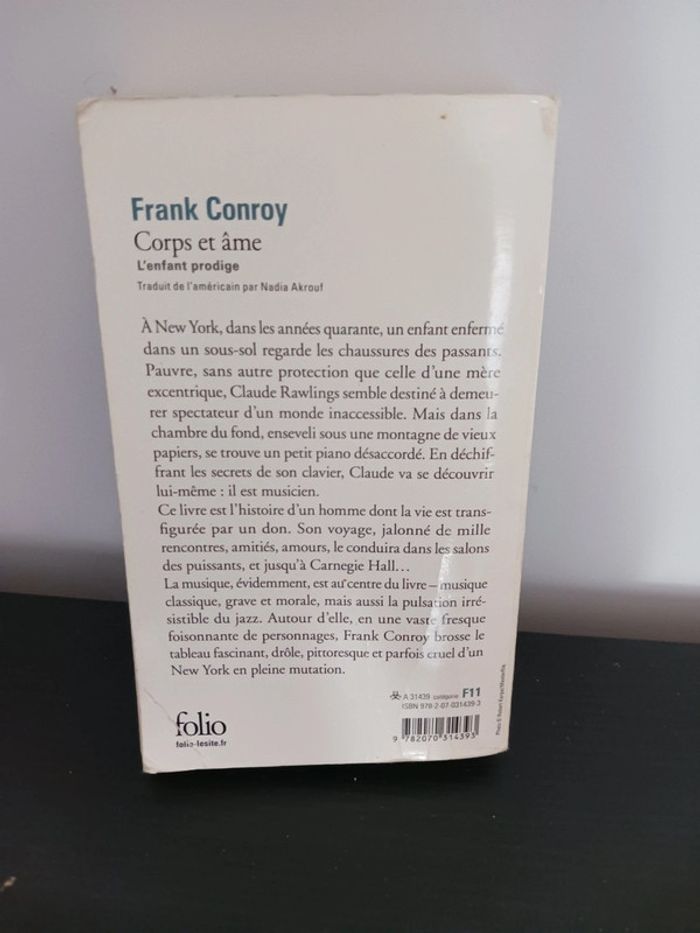 Frank Conroy
Corps et âme
L'enfant prodige
Traduit de l'américain par Nadia Akrouf
À New York, dans les années quarante, un enfant enfermé
dans un sous-sol regarde les chaussures des passants.
Pauvre, sans autre protection que celle d'une mère
excentrique, Claude Rawlings semble destiné à demeu-
rer spectateur d'un monde inaccessible. Mais dans la
chambre du fond, enseveli sous une montagne de vieux
papiers, se trouve un petit piano désaccordé. En déchif-
frant les secrets de son clavier, Claude va se découvrir
lui-même : il est musicien.
Ce livre est l'histoire d'un homme dont la vie est trans-
figurée par un don. Son voyage, jalonné de mille
rencontres, amitiés, amours, le conduira dans les salons
des puissants, et jusqu'à Carnegie Hall...
La musique, évidemment, est au centre du livre – musique
classique, grave et morale, mais aussi la pulsation irré-
sistible du jazz. Autour d'elle, en une vaste fresque
foisonnante de personnages, Frank Conroy brosse le
tableau fascinant, drôle, pittoresque et parfois cruel d'un
New York en pleine mutation.
A 31439 catégorie F11
ISBN 978-2-07-031439-3
9 782070 314393
folio
folio-lesite.fr